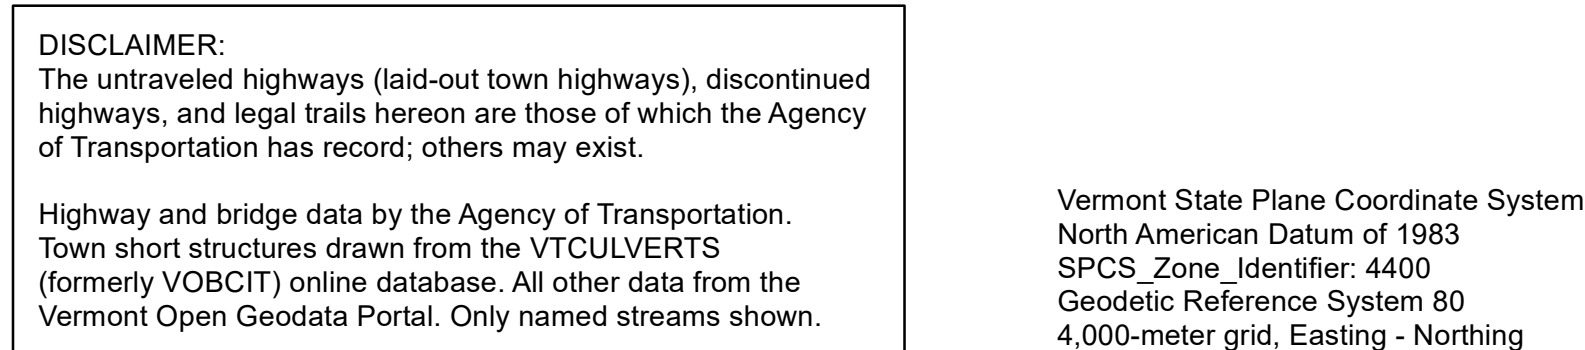 DISCLAIMER:
The untraveled highways (laid-out town highways), discontinued
highways, and legal trails hereon are those of which the Agency
of Transportation has record; others may exist.
Highway and bridge data by the Agency of Transportation.
Town short structures drawn from the VTCULVERTS
(formerly VOBCIT) online database. All other data from the
Vermont Open Geodata Portal. Only named streams shown.
Vermont State Plane Coordinate System
North American Datum of 1983
SPCS_Zone_Identifier: 4400
Geodetic Reference System 80
4,000-meter grid, Easting - Northing